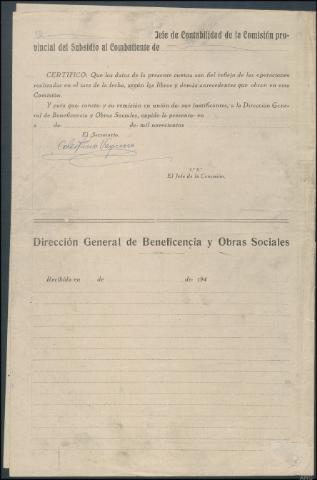 Jefe de Contabilidad de la Comisión pro-
vincial del Subsidio al Combatiente de
CERTIFICO: Que los datos de la presente cuenta son fiel reflejo de las operaciones
realizadas en el mes de la fecha, según los libros y demás antecedentes que obran en esta
Comisión.
Y para que conste y su remisión en unión de sus justificantes, a la Dirección Gene-
ral de Beneficencia y Obras Sociales, expido la presente en
a de de mil novecientos
El Secretario,
Celestino
V.º B.º
El Jefe de la Comisión,
Dirección General de Beneficencia y Obras Sociales
Recibido en de de 194